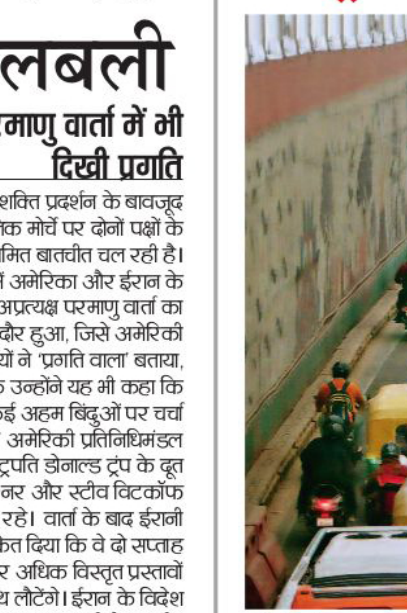 लबली
रमाणु वार्ता में भी
दिखी प्रगति
शक्ति प्रदर्शन के बावजूद
क मोर्चे पर दोनों पक्षों के
मित बातचीत चल रही है।
अमेरिका और ईरान के
अप्रत्यक्ष परमाणु वार्ता का
दौर हुआ, जिसे अमेरिकी
यों ने 'प्रगति वाला' बताया,
उन्होंने यह भी कहा कि
ई अहम बिंदुओं पर चर्चा
अमेरिकी प्रतिनिधिमंडल
ट्रपति डोनाल्ड ट्रंप के दूत
नर और स्टीव विटकॉफ
रहे। वार्ता के बाद ईरानी
केत दिया कि वे दो सप्ताह
र अधिक विस्तृत प्रस्तावों
थ लौटेंगे। ईरान के विदेश